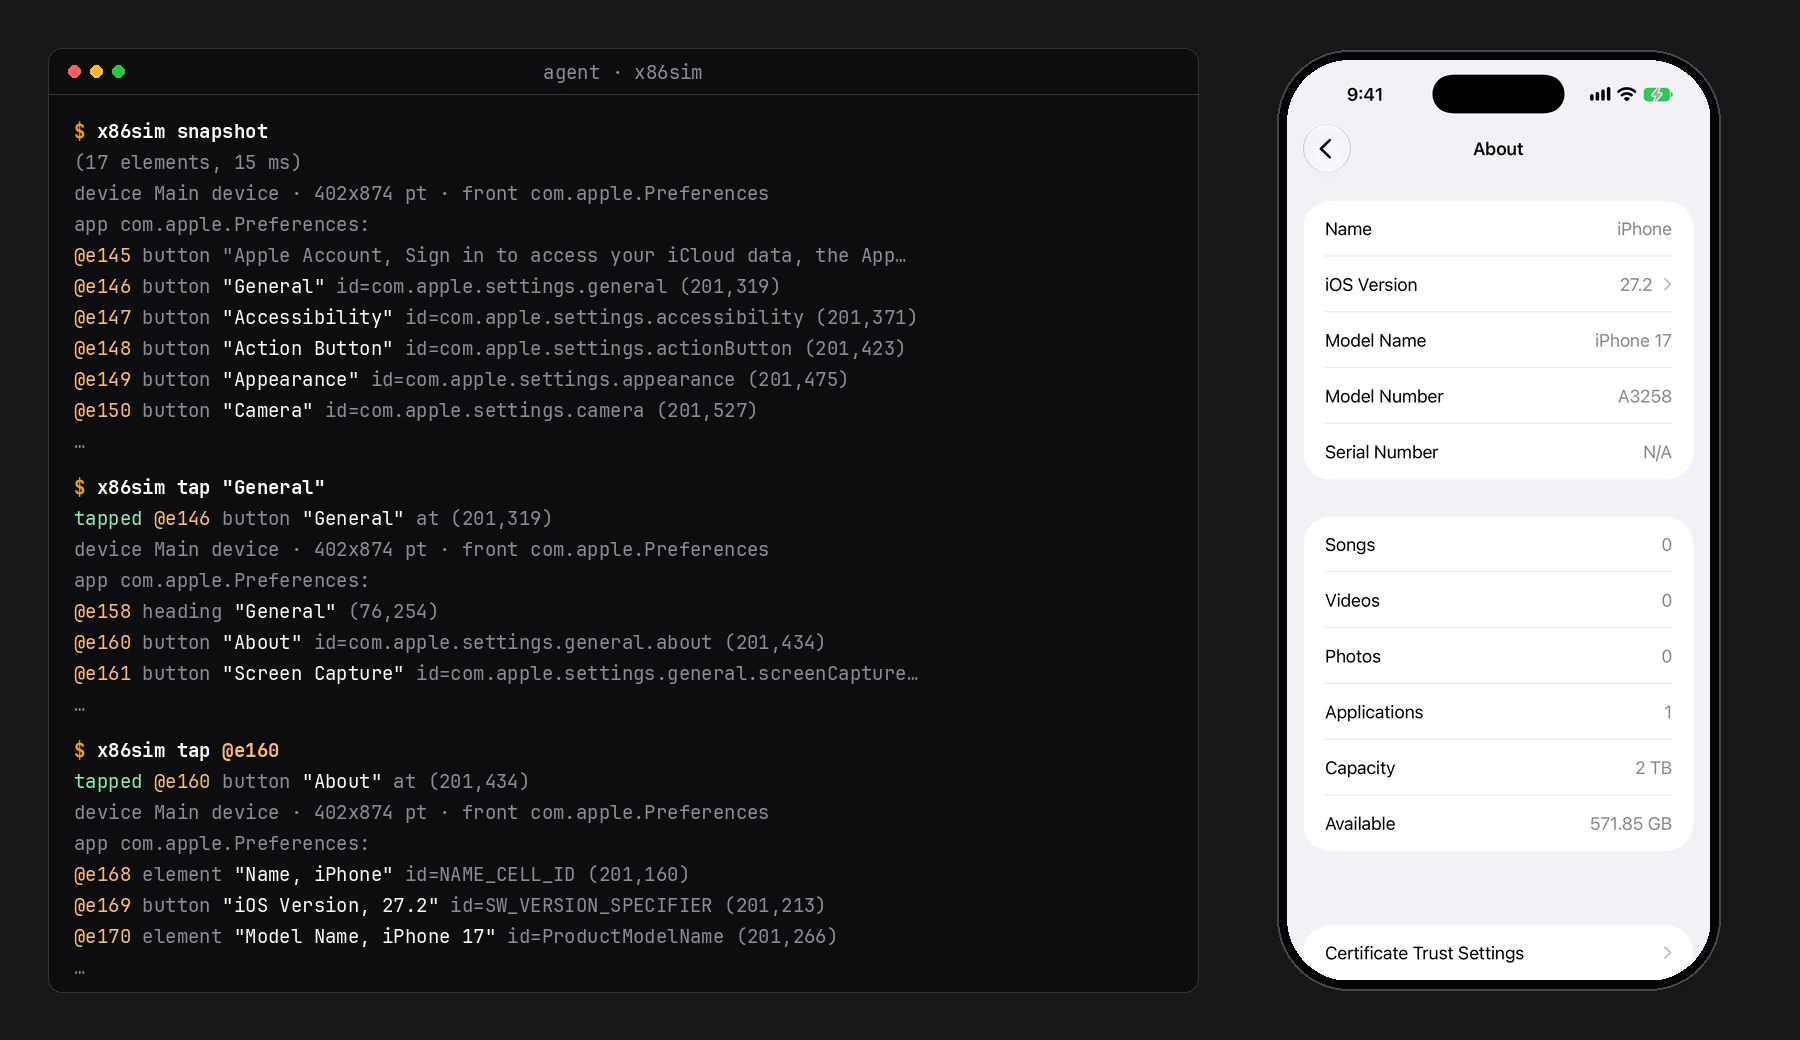 agent · x86sim
$ x86sim snapshot
(17 elements, 15 ms)
device Main device · 402x874 pt · front com.apple.Preferences
app com.apple.Preferences:
@e145 button "Apple Account, Sign in to access your iCloud data, the App…
@e146 button "General" id=com.apple.settings.general (201,319)
@e147 button "Accessibility" id=com.apple.settings.accessibility (201,371)
@e148 button "Action Button" id=com.apple.settings.actionButton (201,423)
@e149 button "Appearance" id=com.apple.settings.appearance (201,475)
@e150 button "Camera" id=com.apple.settings.camera (201,527)
…
$ x86sim tap "General"
tapped @e146 button "General" at (201,319)
device Main device · 402x874 pt · front com.apple.Preferences
app com.apple.Preferences:
@e158 heading "General" (76,254)
@e160 button "About" id=com.apple.settings.general.about (201,434)
@e161 button "Screen Capture" id=com.apple.settings.general.screenCapture…
…
$ x86sim tap @e160
tapped @e160 button "About" at (201,434)
device Main device · 402x874 pt · front com.apple.Preferences
app com.apple.Preferences:
@e168 element "Name, iPhone" id=NAME_CELL_ID (201,160)
@e169 button "iOS Version, 27.2" id=SW_VERSION_SPECIFIER (201,213)
@e170 element "Model Name, iPhone 17" id=ProductModelName (201,266)
…
9:41
About
Name iPhone
iOS Version 27.2
Model Name iPhone 17
Model Number A3258
Serial Number N/A
Songs 0
Videos 0
Photos 0
Applications 1
Capacity 2 TB
Available 571.85 GB
Certificate Trust Settings